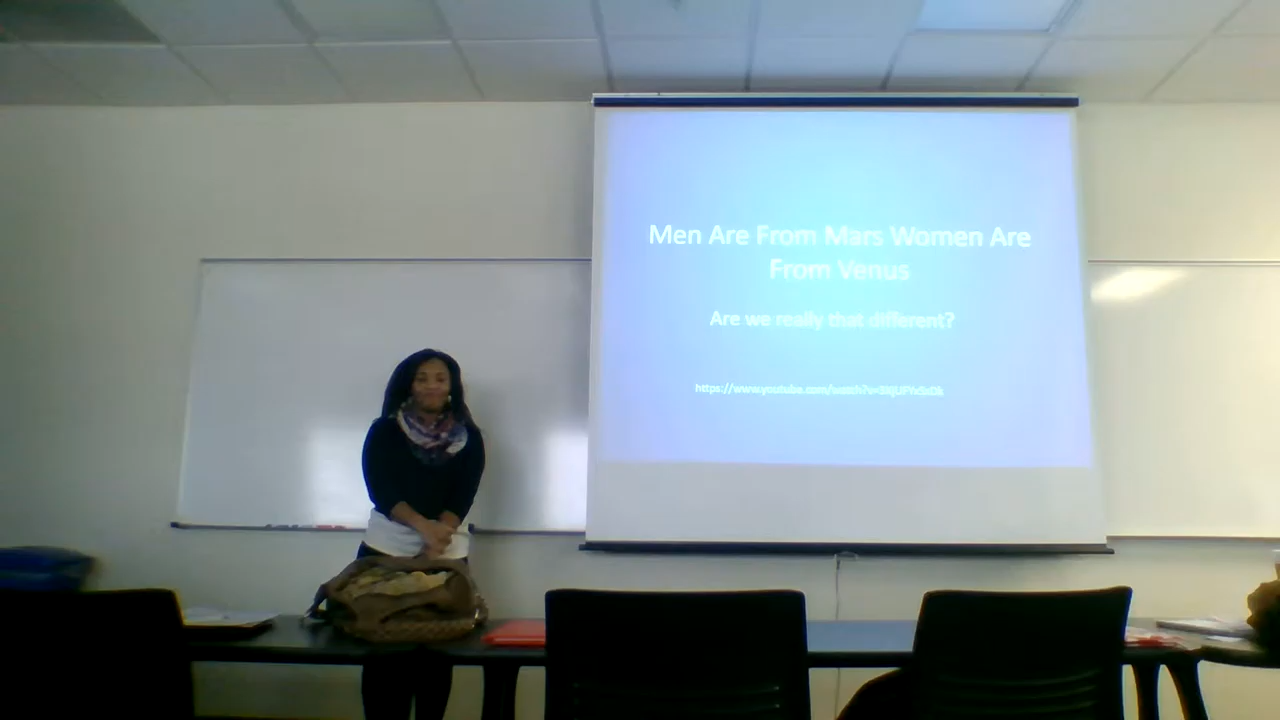 Men Are From Mars Women Are
From Venus
Are we really that different?